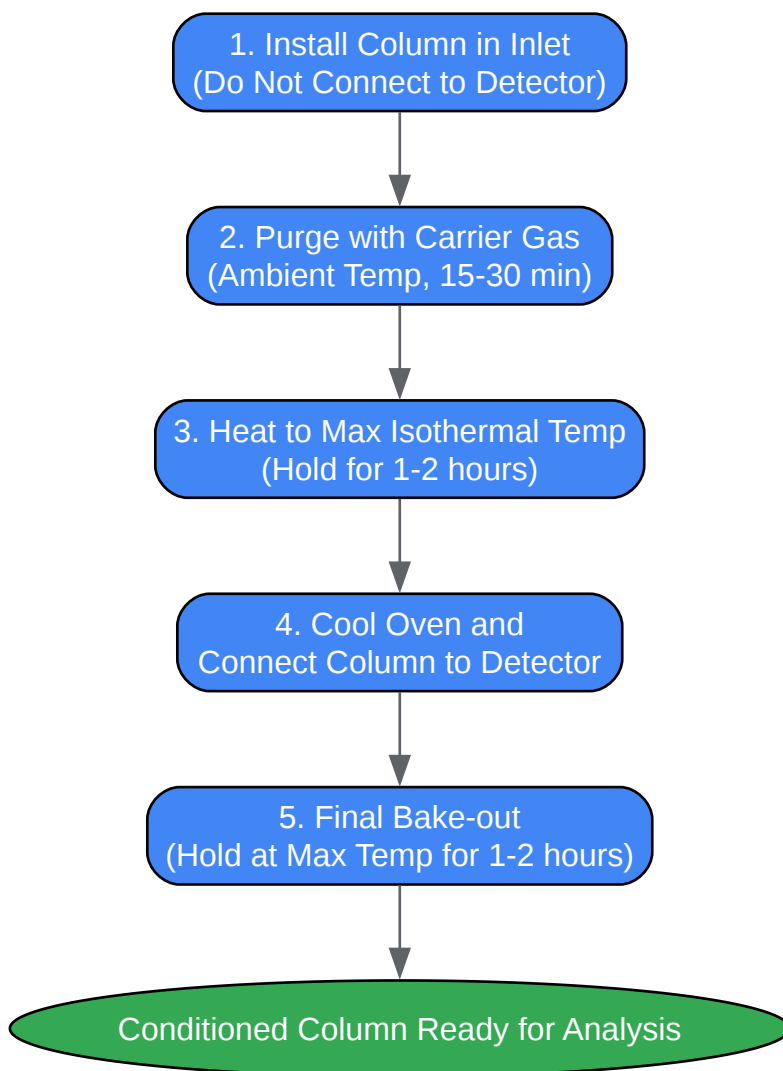 1. Install Column in Inlet
(Do Not Connect to Detector)
2. Purge with Carrier Gas
(Ambient Temp, 15-30 min)
3. Heat to Max Isothermal Temp
(Hold for 1-2 hours)
4. Cool Oven and
Connect Column to Detector
5. Final Bake-out
(Hold at Max Temp for 1-2 hours)
Conditioned Column Ready for Analysis